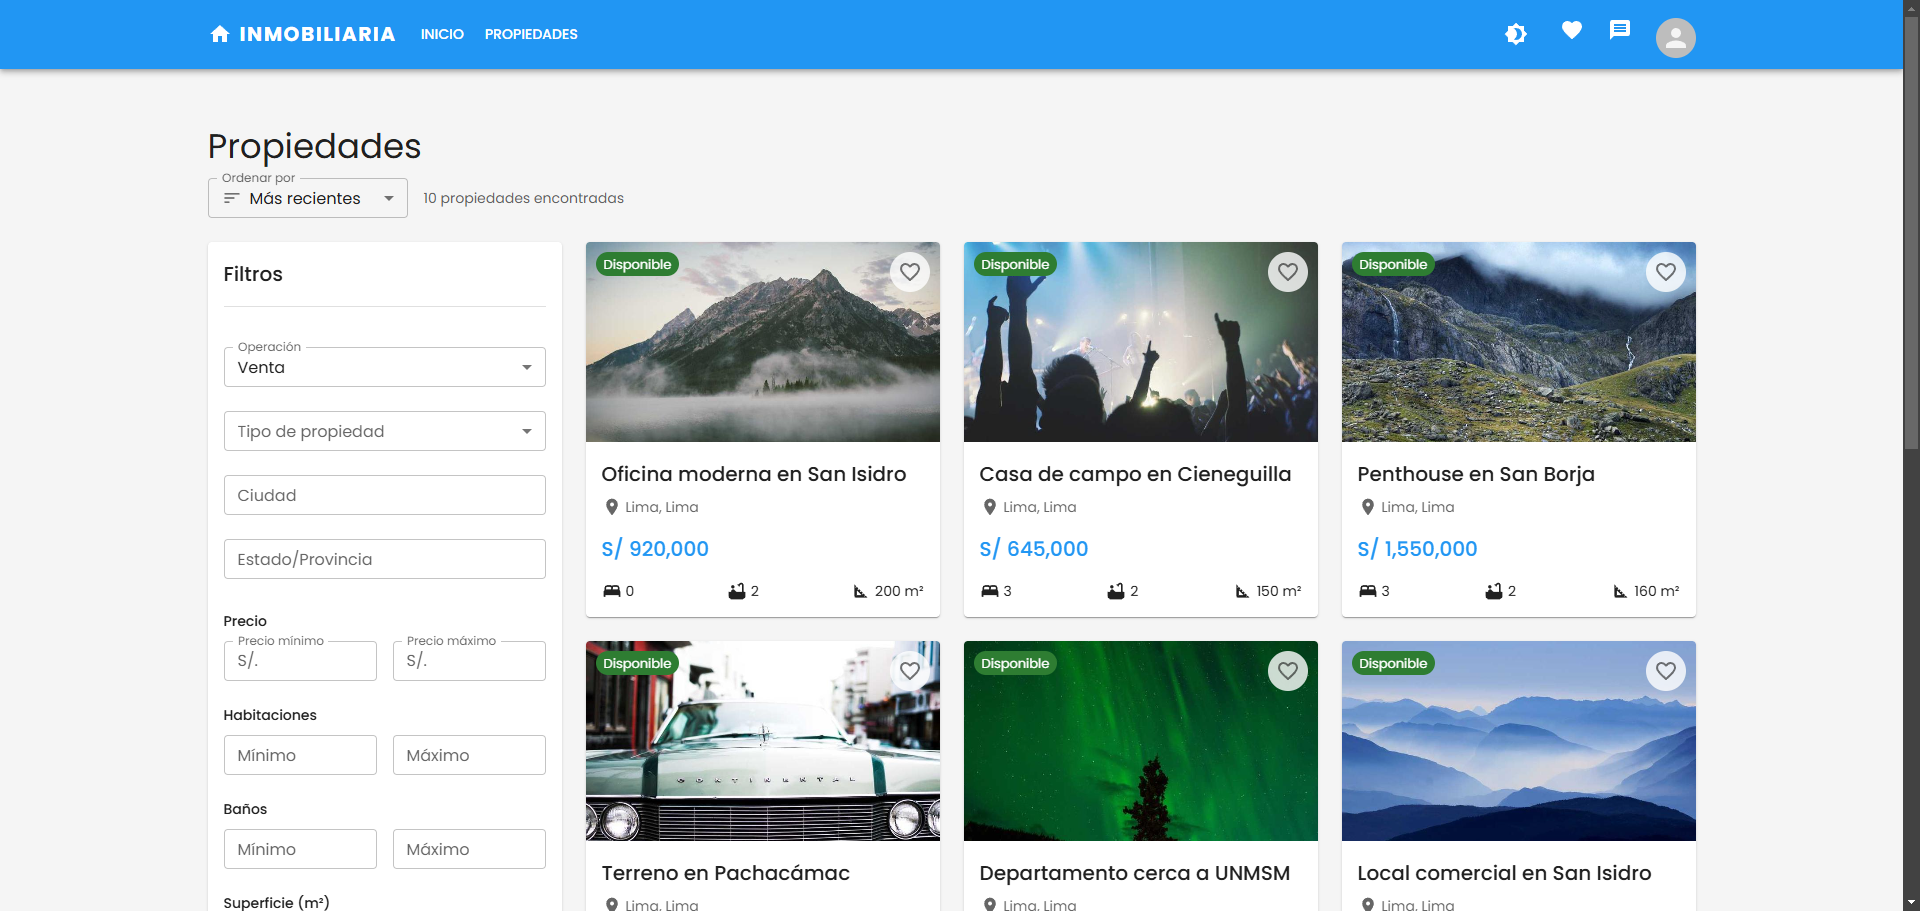 INMOBILIARIA INICIO PROPIEDADES
Propiedades
Ordenar por
Más recientes
10 propiedades encontradas
Filtros
Operación
Venta
Tipo de propiedad
Ciudad
Estado/Provincia
Precio
Precio mínimo Precio máximo
S/. S/.
Habitaciones
Mínimo Máximo
Baños
Mínimo Máximo
Superficie (m²)
Disponible
Oficina moderna en San Isidro
Lima, Lima
S/ 920,000
0 2 200 m²
Disponible
Casa de campo en Cieneguilla
Lima, Lima
S/ 645,000
3 2 150 m²
Disponible
Penthouse en San Borja
Lima, Lima
S/ 1,550,000
3 2 160 m²
Disponible
CONTINENTAL
Terreno en Pachacámac
Lima, Lima
Disponible
Departamento cerca a UNMSM
Lima, Lima
Disponible
Local comercial en San Isidro
Lima, Lima